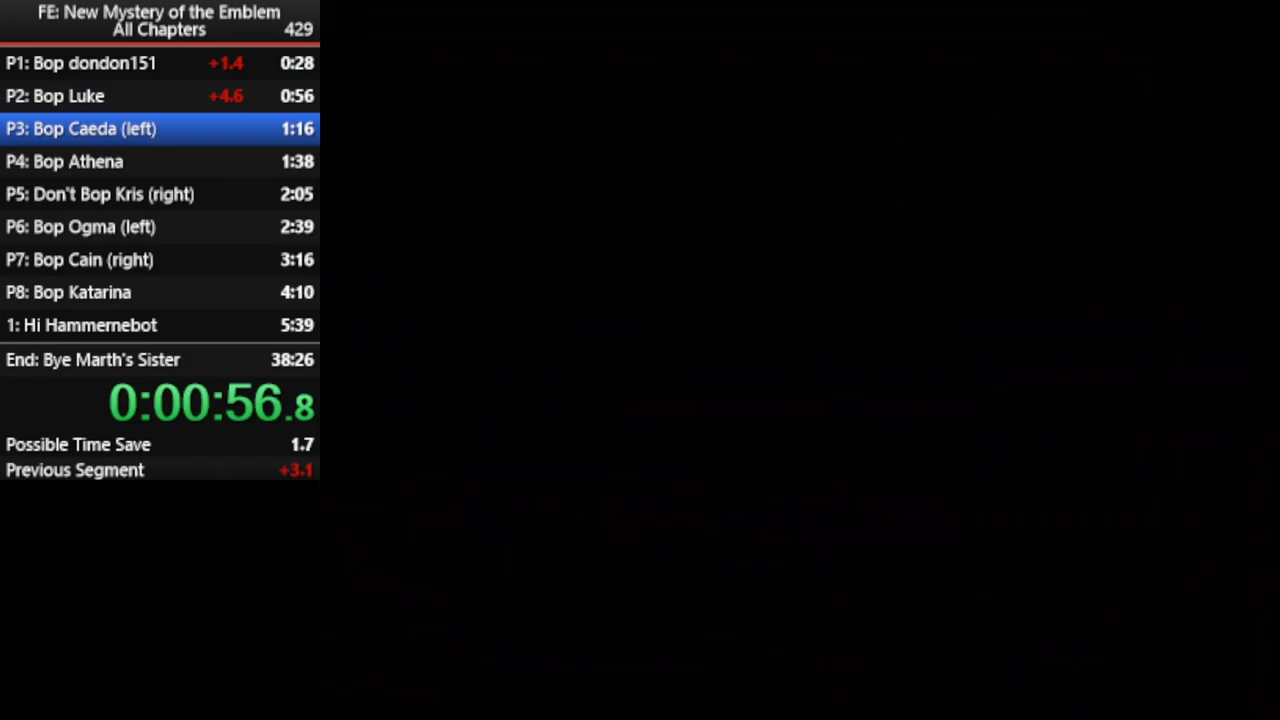 FE: New Mystery of the Emblem
All Chapters 429
P1: Bop dondon151 +1.4 0:28
P2: Bop Luke +4.6 0:56
P3: Bop Caeda (left) 1:16
P4: Bop Athena 1:38
P5: Don't Bop Kris (right) 2:05
P6: Bop Ogma (left) 2:39
P7: Bop Cain (right) 3:16
P8: Bop Katarina 4:10
1: Hi Hammernebot 5:39
End: Bye Marth's Sister 38:26
0:00:56.8
Possible Time Save 1.7
Previous Segment +3.1